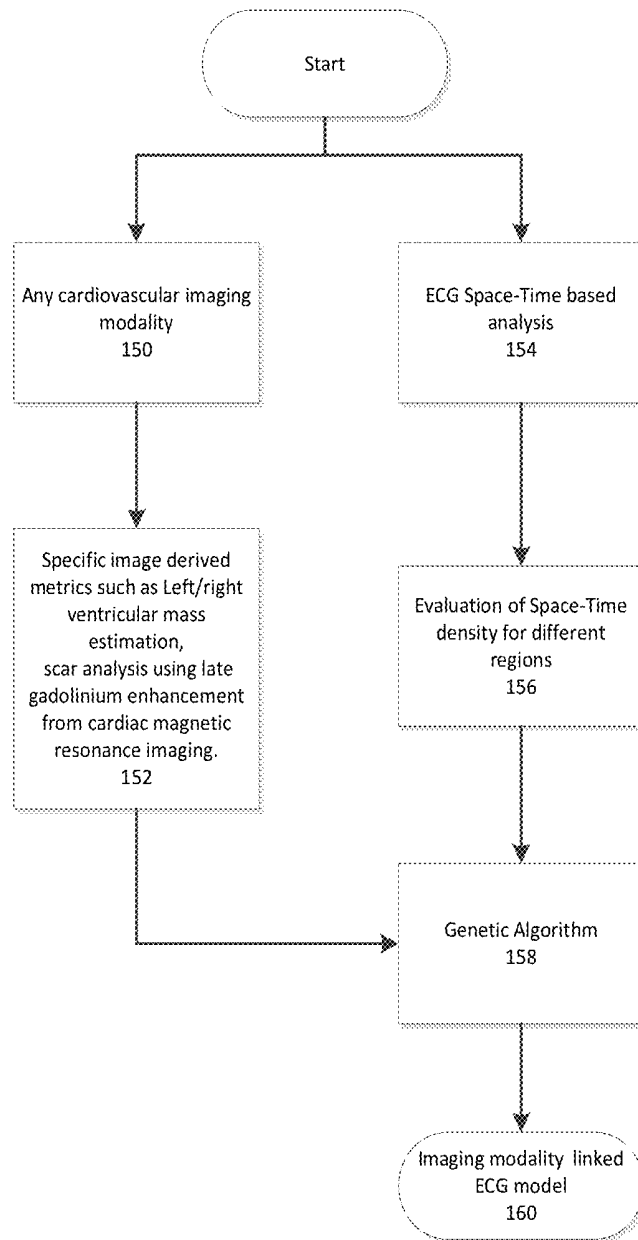 Start
Any cardiovascular imaging
modality
150
ECG Space-Time based
analysis
154
Specific image derived
metrics such as Left/right
ventricular mass
estimation,
scar analysis using late
gadolinium enhancement
from cardiac magnetic
resonance imaging.
152
Evaluation of Space-Time
density for different
regions
156
Genetic Algorithm
158
Imaging modality linked
ECG model
160